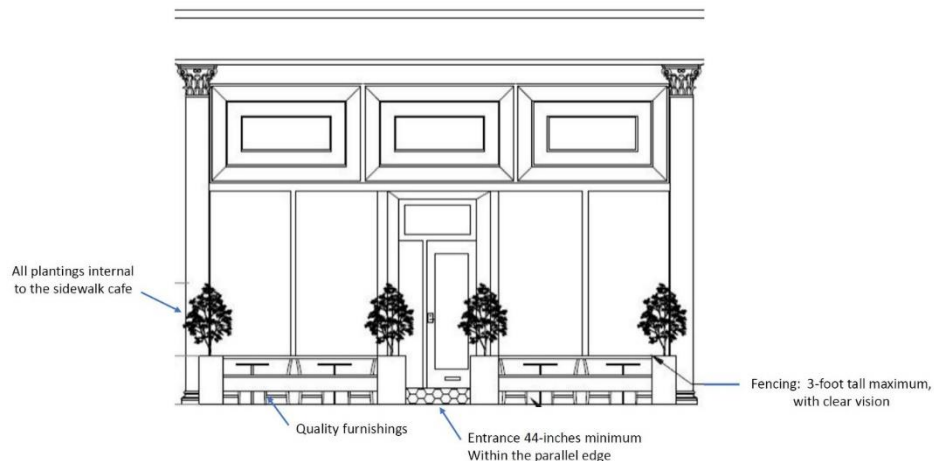 All plantings internal
to the sidewalk cafe
Fencing:  3-foot tall maximum,
with clear vision
Quality furnishings
Entrance 44-inches minimum
Within the parallel edge